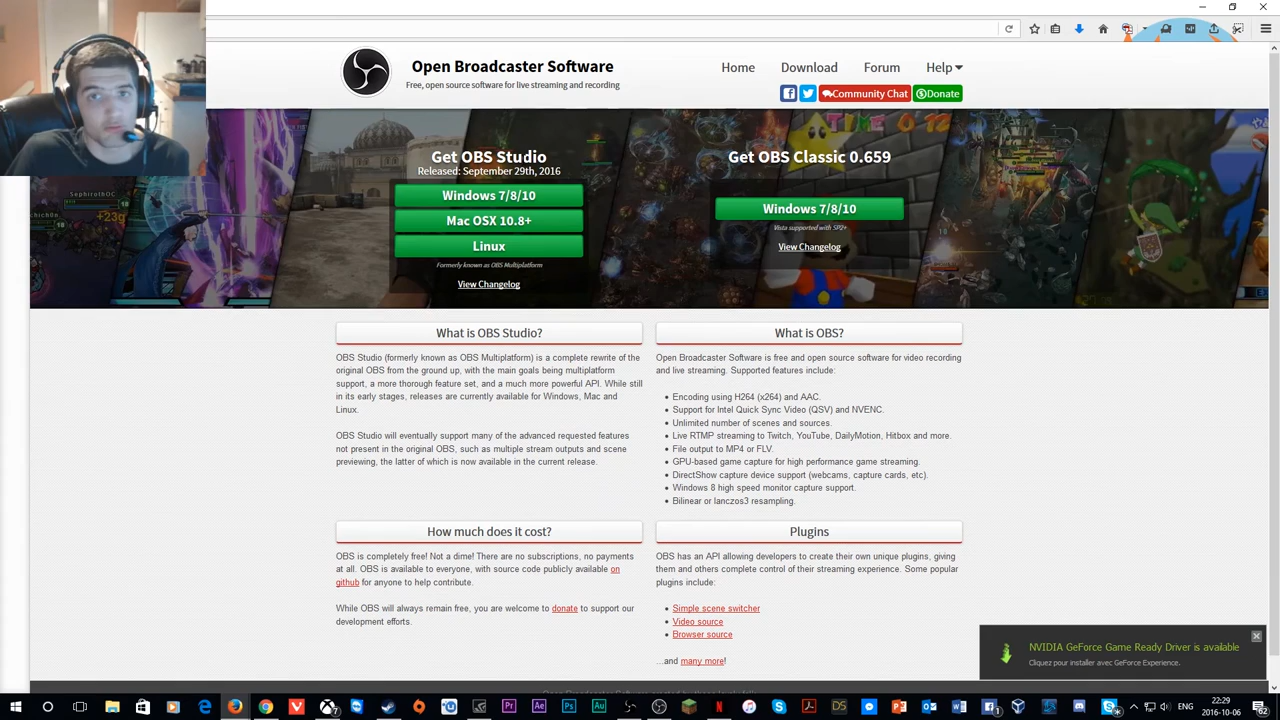 Open Broadcaster Software
Free, open source software for live streaming and recording
Home
Download
Forum
Help
Community Chat
Donate
SephirothOC
18
+23g
18
TIME 0
Get OBS Studio
Released: September 29th, 2016
Windows 7/8/10
Mac OSX 10.8+
Linux
Formerly known as OBS Multiplatform
View Changelog
Get OBS Classic 0.659
Windows 7/8/10
Vista supported with SP2+
View Changelog
What is OBS Studio?
OBS Studio (formerly known as OBS Multiplatform) is a complete rewrite of the
original OBS from the ground up, with the main goals being multiplatform
support, a more thorough feature set, and a much more powerful API. While still
in its early stages, releases are currently available for Windows, Mac and
Linux.
OBS Studio will eventually support many of the advanced requested features
not present in the original OBS, such as multiple stream outputs and scene
previewing, the latter of which is now available in the current release.
What is OBS?
Open Broadcaster Software is free and open source software for video recording
and live streaming. Supported features include:
• Encoding using H264 (x264) and AAC.
• Support for Intel Quick Sync Video (QSV) and NVENC.
• Unlimited number of scenes and sources.
• Live RTMP streaming to Twitch, YouTube, DailyMotion, Hitbox and more.
• File output to MP4 or FLV.
• GPU-based game capture for high performance game streaming.
• DirectShow capture device support (webcams, capture cards, etc).
• Windows 8 high speed monitor capture support.
• Bilinear or lanczos3 resampling.
How much does it cost?
OBS is completely free! Not a dime! There are no subscriptions, no payments
at all. OBS is available to everyone, with source code publicly available on
github for anyone to help contribute.
While OBS will always remain free, you are welcome to donate to support our
development efforts.
Plugins
OBS has an API allowing developers to create their own unique plugins, giving
them and others complete control of their streaming experience. Some popular
plugins include:
• Simple scene switcher
• Video source
• Browser source
...and many more!
NVIDIA GeForce Game Ready Driver is available
Cliquez pour installer avec GeForce Experience.
ENG
22:29
2016-10-06
62